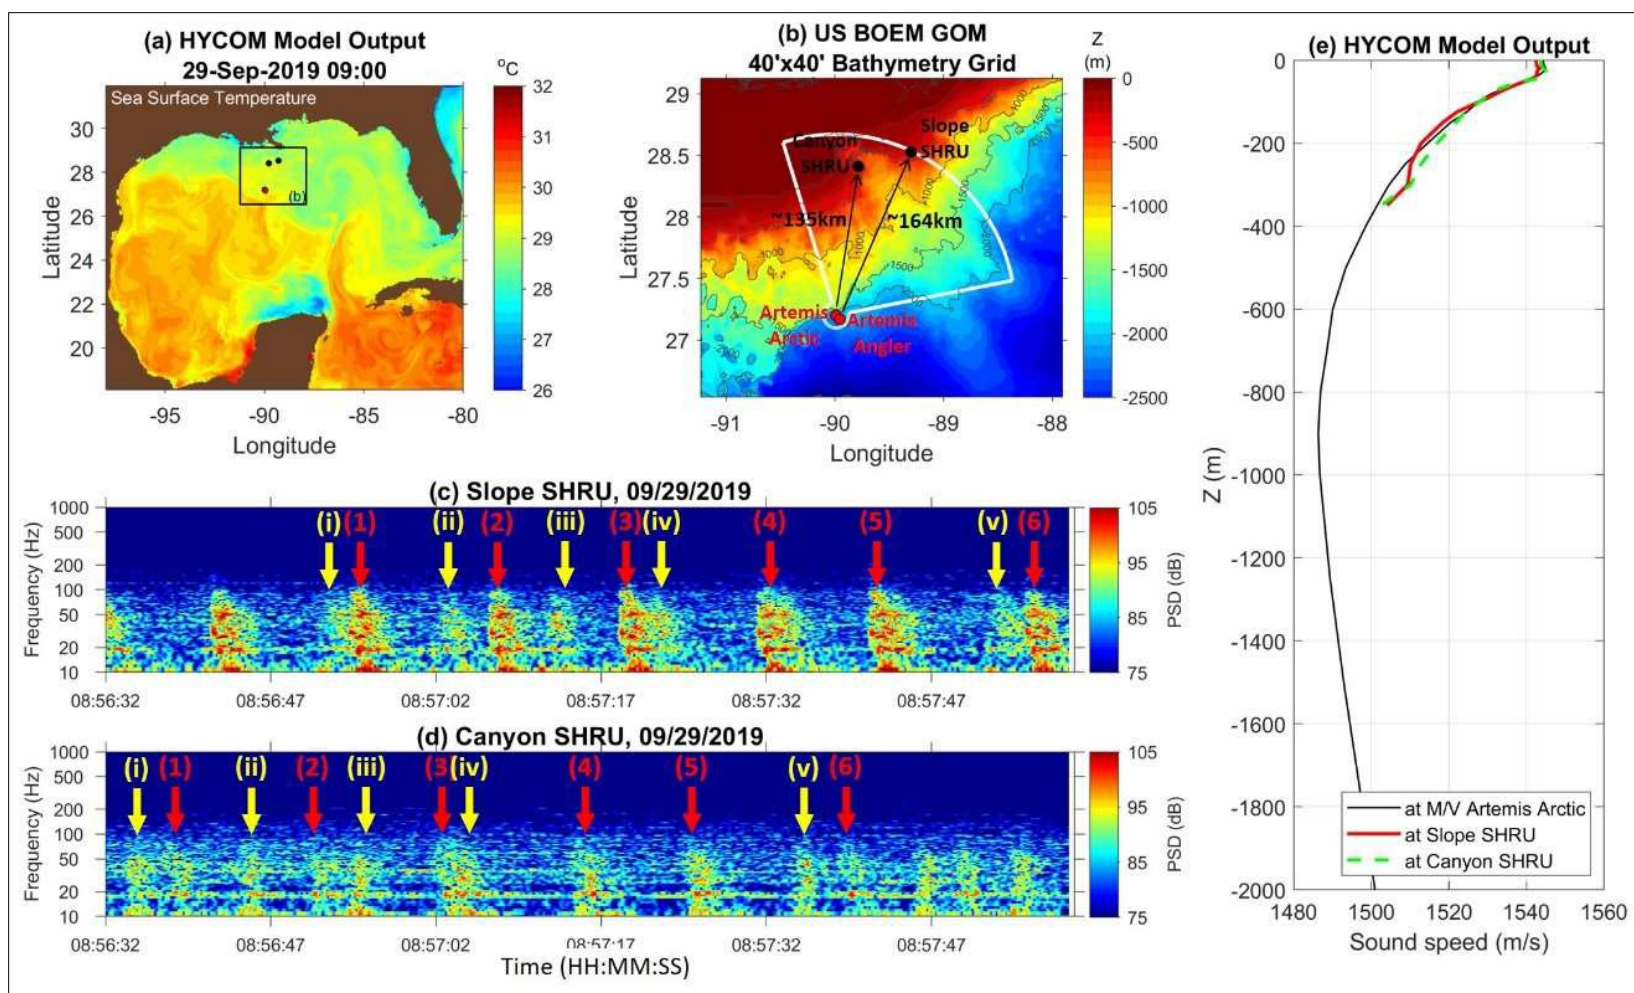 (a) HYCOM Model Output
29-Sep-2019 09:00
°C
Sea Surface Temperature
(b)
30
28
26
24
22
20
-95
-90
-85
-80
Latitude
Longitude
32
31
30
29
28
27
26
(b) US BOEM GOM
40'x40' Bathymetry Grid
Z
(m)
29
28.5
28
27.5
27
-91
-90
-89
-88
Latitude
Longitude
Canyon
SHRU
Slope
SHRU
~135km
~164km
Artemis
Arctic
Artemis
Angler
1000
1500
1000
1500
1000
1500
1000
1500
2000
0
-500
-1000
-1500
-2000
-2500
(c) Slope SHRU, 09/29/2019
(i) (1) (ii) (2) (iii) (3) (iv) (4) (5) (v) (6)
Frequency (Hz)
1000
500
200
100
50
20
10
08:56:32 08:56:47 08:57:02 08:57:17 08:57:32 08:57:47
105
95
85
75
PSD (dB)
(d) Canyon SHRU, 09/29/2019
(i) (1) (ii) (2) (iii) (3) (iv) (4) (5) (v) (6)
Frequency (Hz)
1000
500
200
100
50
20
10
08:56:32 08:56:47 08:57:02 08:57:17 08:57:32 08:57:47
Time (HH:MM:SS)
105
95
85
75
PSD (dB)
(e) HYCOM Model Output
0
-200
-400
-600
-800
-1000
-1200
-1400
-1600
-1800
-2000
Z (m)
at M/V Artemis Arctic
at Slope SHRU
at Canyon SHRU
1480 1500 1520 1540 1560
Sound speed (m/s)